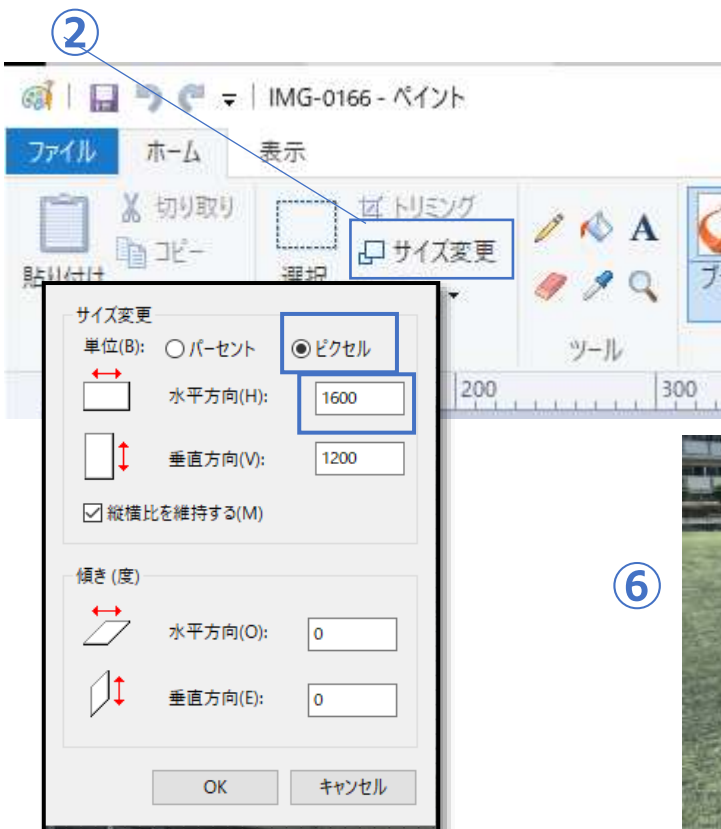 ②
IMG-0166 - ペイント
ファイル ホーム 表示
切り取り
コピー
貼り付け
選択
トリミング
サイズ変更
A
ツール
ブ
200 300
サイズ変更
単位(B): パーセント ピクセル
水平方向(H): 1600
垂直方向(V): 1200
縦横比を維持する(M)
傾き (度)
水平方向(O): 0
垂直方向(E): 0
OK キャンセル
⑥